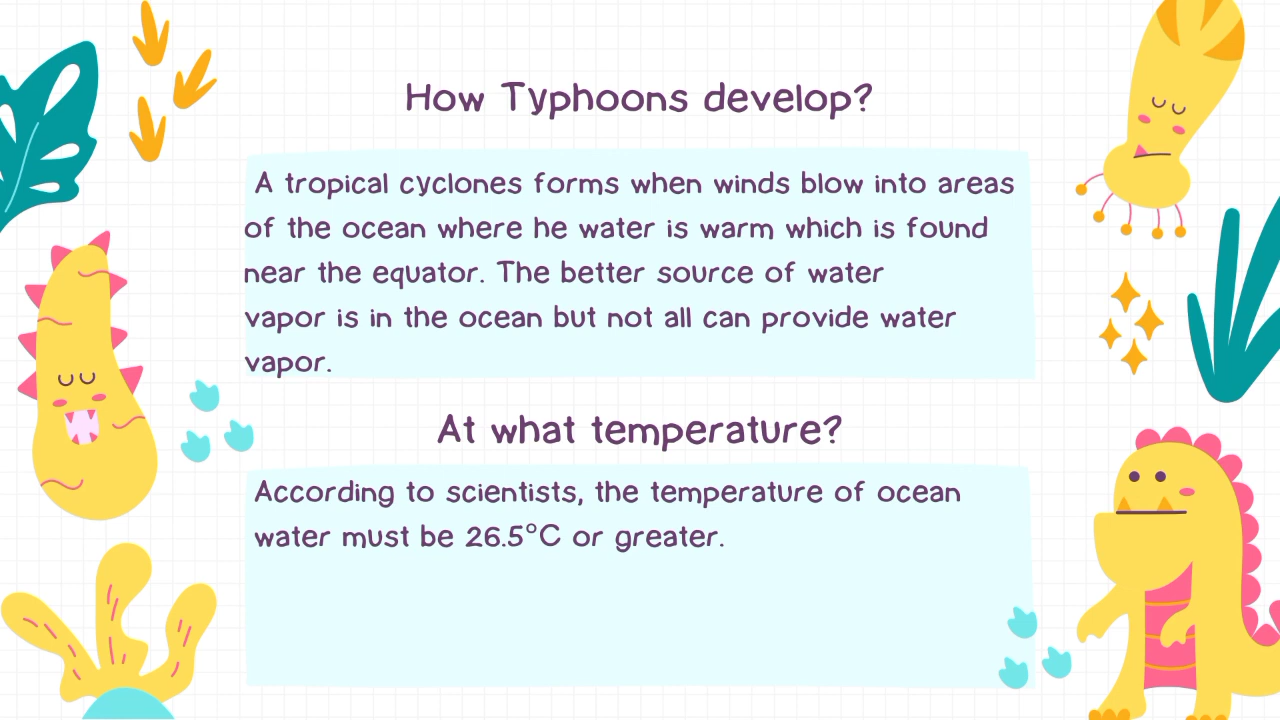 How Typhoons develop?
A tropical cyclones forms when winds blow into areas
of the ocean where he water is warm which is found
near the equator. The better source of water
vapor is in the ocean but not all can provide water
vapor.
At what temperature?
According to scientists, the temperature of ocean
water must be 26.5°C or greater.